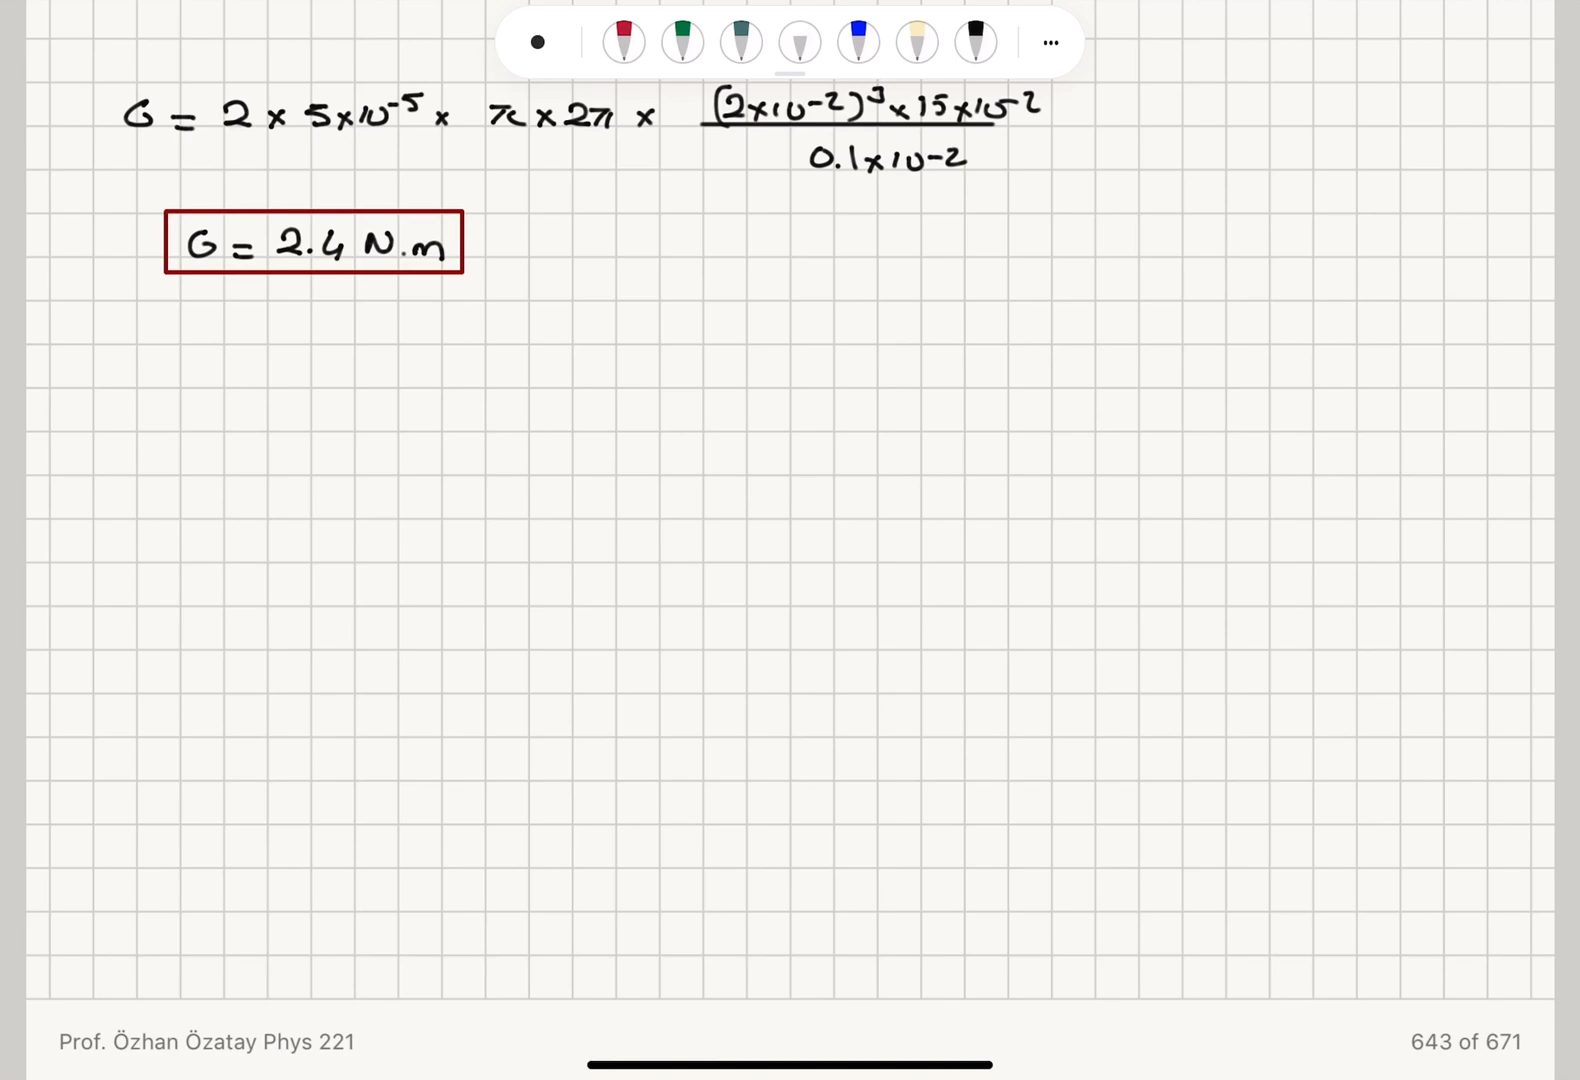 G = 2 × 5×10⁻⁵ × π × 2π × (2×10⁻²)³ × 15×10⁻²
0.1×10⁻²
G = 2.4 N.m
Prof. Özhan Özatay Phys 221
643 of 671